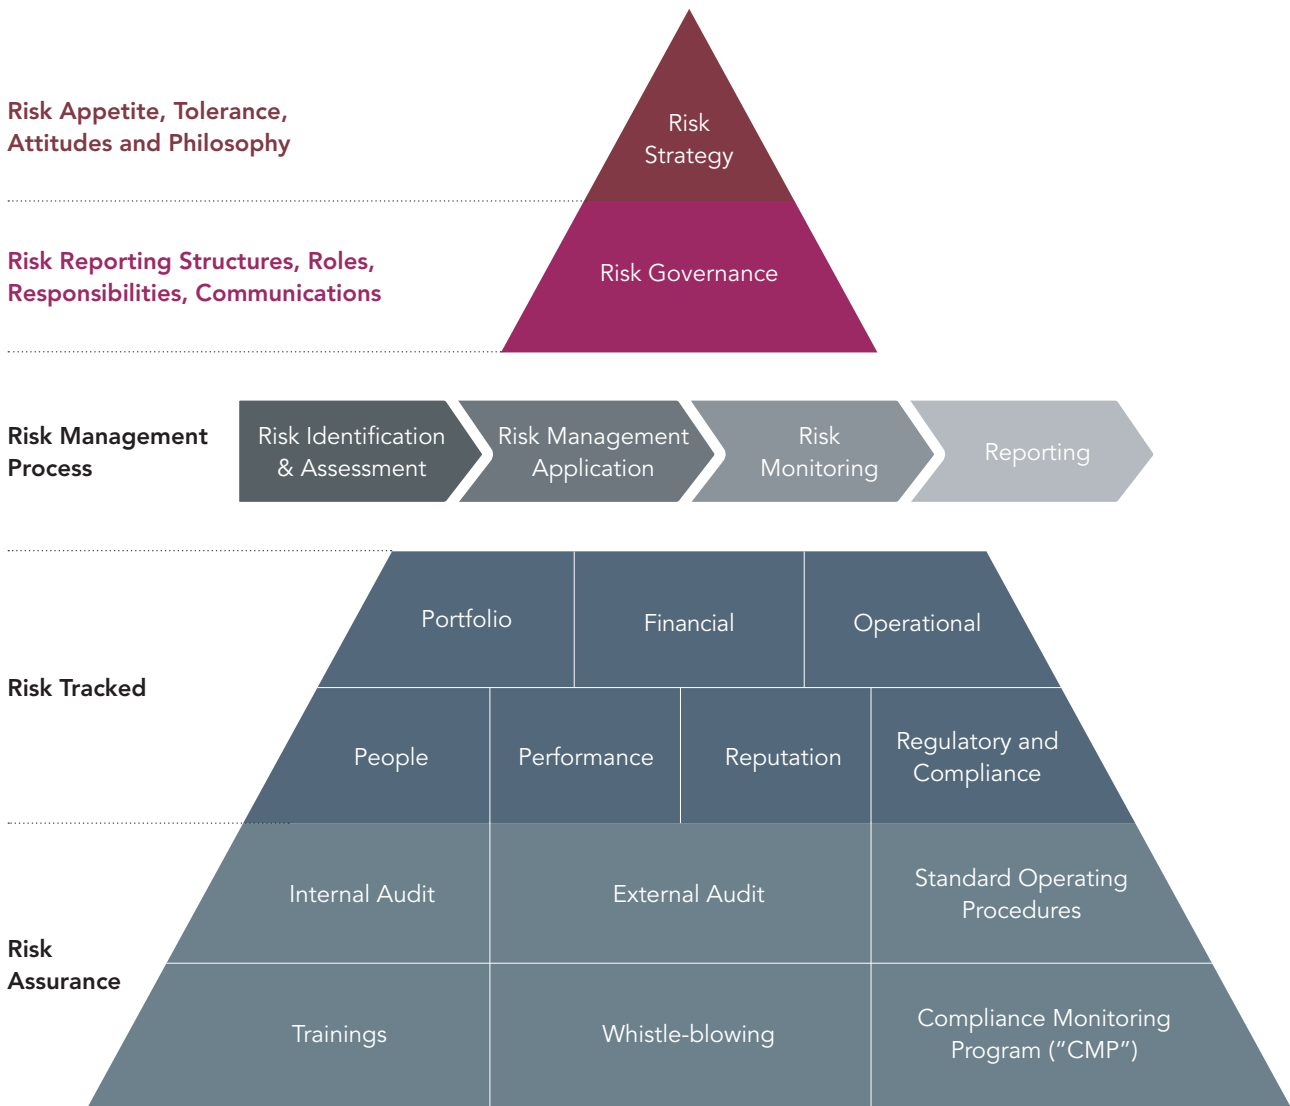 Risk Appetite, Tolerance,
Attitudes and Philosophy
Risk
Strategy
Risk Reporting Structures, Roles,
Responsibilities, Communications
Risk Governance
Risk Management
Process
Risk Identification
& Assessment
Risk Management
Application
Risk
Monitoring
Reporting
Risk Tracked
Portfolio
Financial
Operational
People
Performance
Reputation
Regulatory and
Compliance
Risk
Assurance
Internal Audit
External Audit
Standard Operating
Procedures
Trainings
Whistle-blowing
Compliance Monitoring
Program (“CMP”)